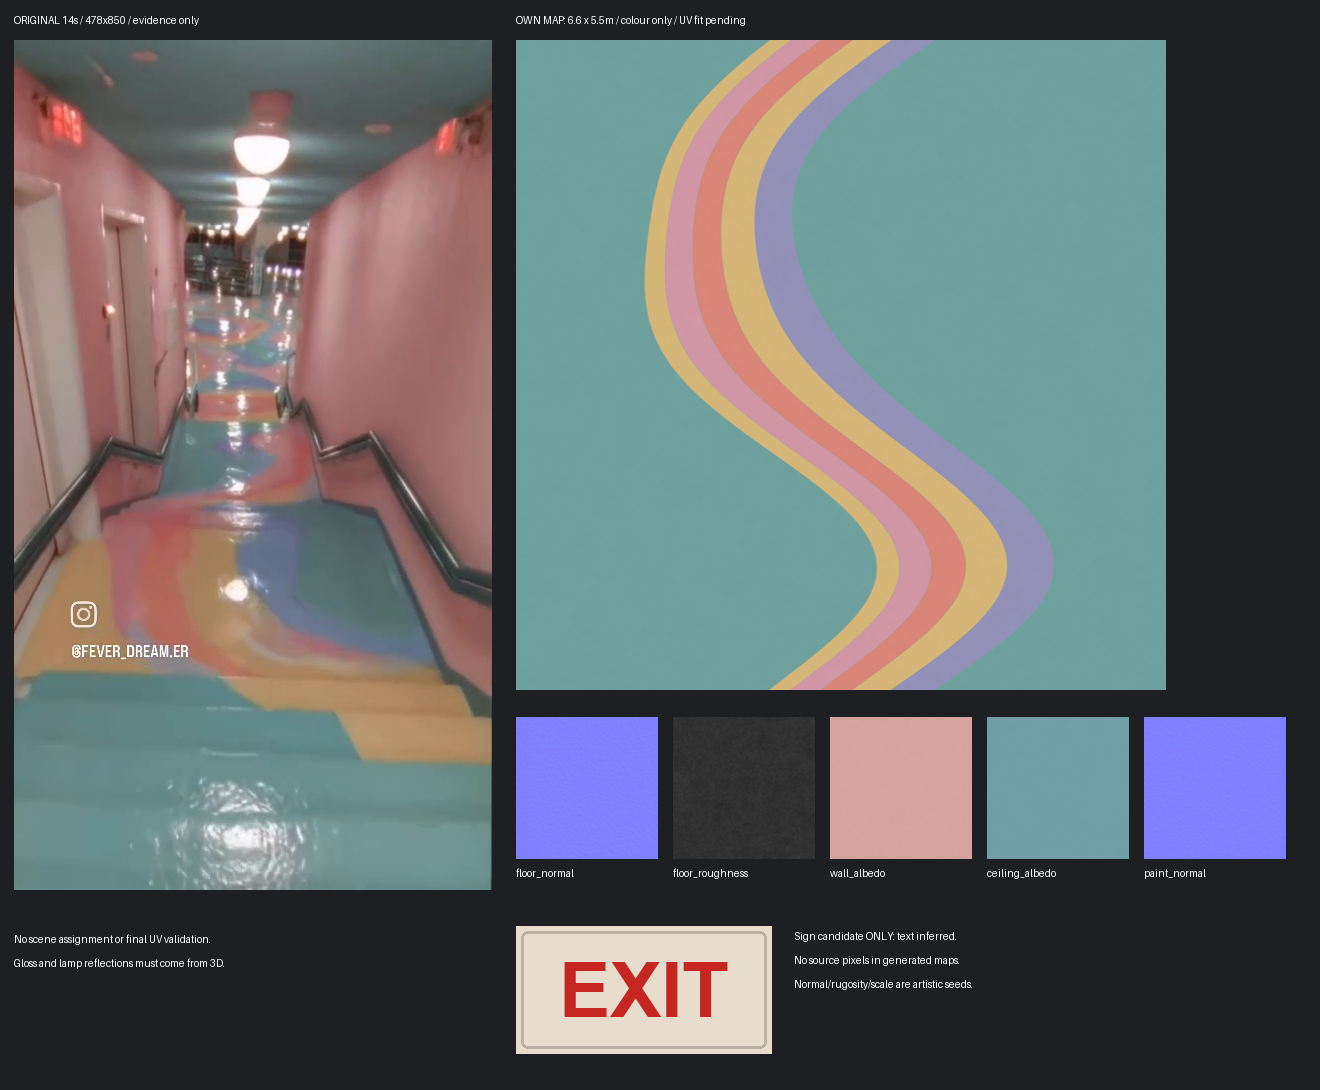 ORIGINAL 14s / 478x850 / evidence only
OWN MAP: 6.6 x 5.5m / colour only / UV fit pending
@FEVER_DREAM.ER
floor_normal
floor_roughness
wall_albedo
ceiling_albedo
paint_normal
No scene assignment or final UV validation.
Gloss and lamp reflections must come from 3D.
EXIT
Sign candidate ONLY: text inferred.
No source pixels in generated maps.
Normal/rugosity/scale are artistic seeds.